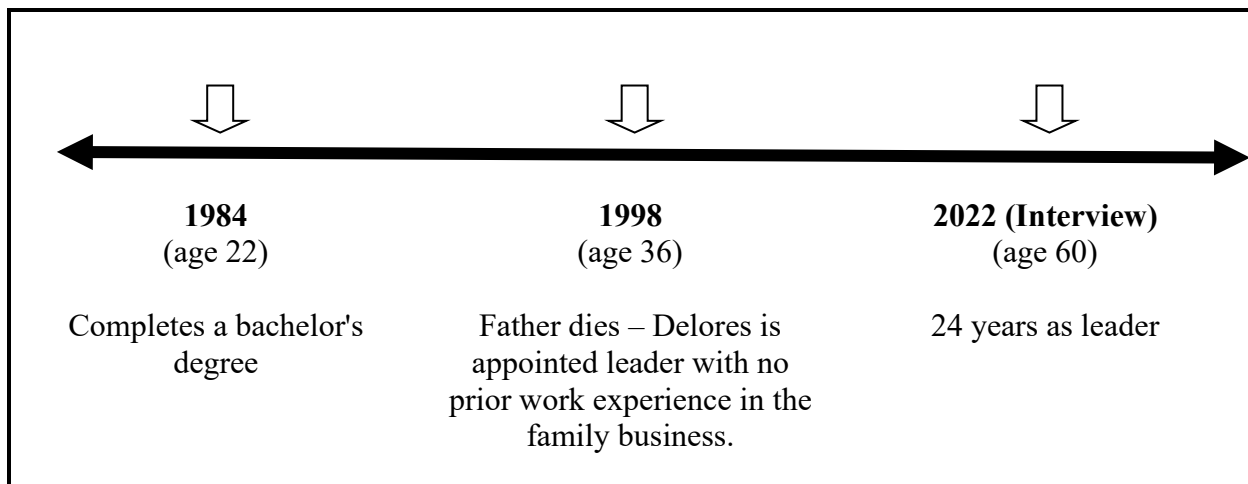 1984
(age 22)
Completes a bachelor's
degree
1998
(age 36)
Father dies – Delores is
appointed leader with no
prior work experience in the
family business.
2022 (Interview)
(age 60)
24 years as leader